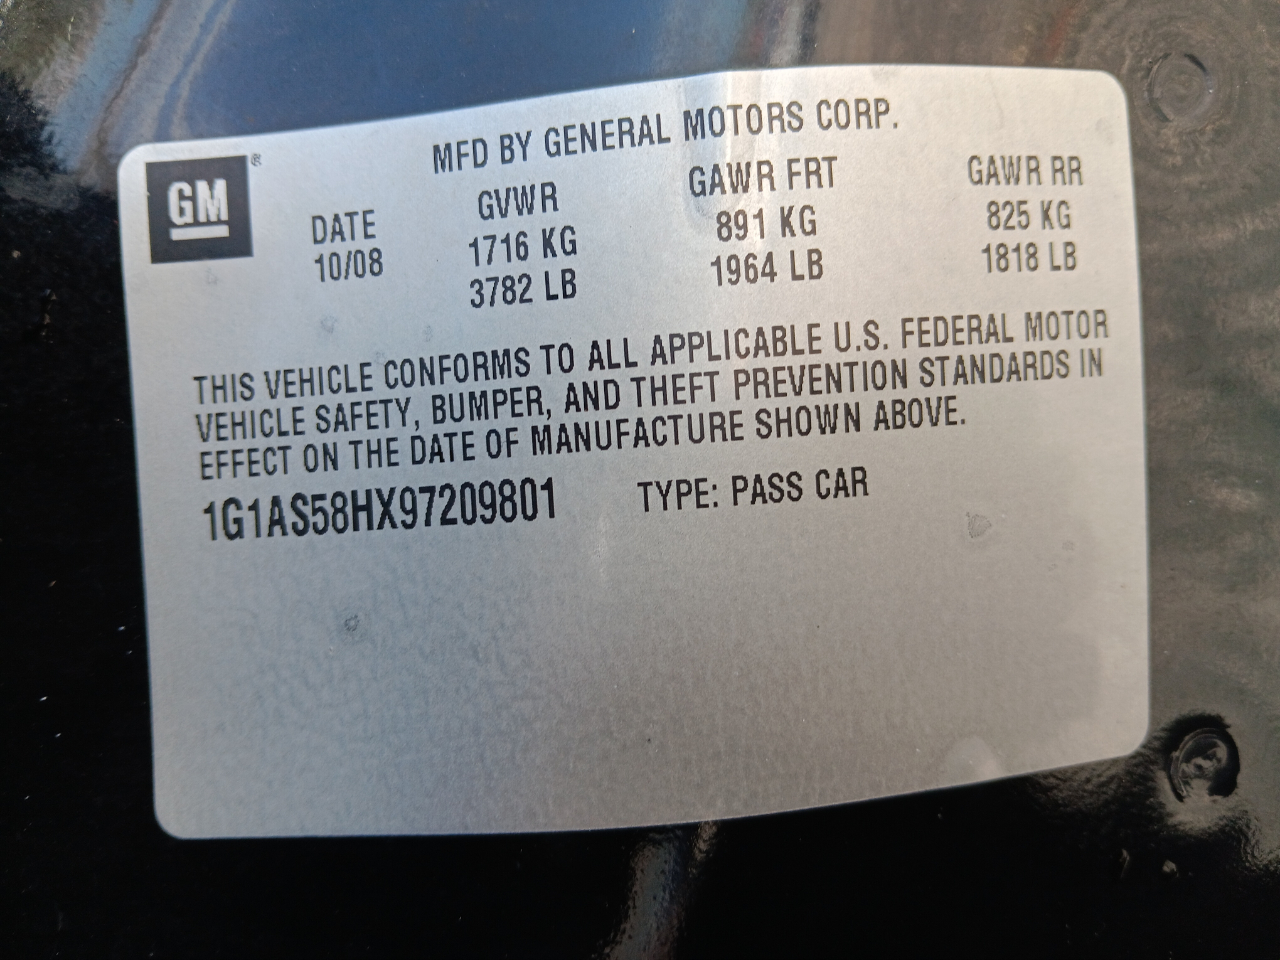 GM ®
MFD BY GENERAL MOTORS CORP.
DATE GVWR GAWR FRT GAWR RR
10/08 1716 KG 891 KG 825 KG
3782 LB 1964 LB 1818 LB
THIS VEHICLE CONFORMS TO ALL APPLICABLE U.S. FEDERAL MOTOR
VEHICLE SAFETY, BUMPER, AND THEFT PREVENTION STANDARDS IN
EFFECT ON THE DATE OF MANUFACTURE SHOWN ABOVE.
1G1AS58HX97209801 TYPE: PASS CAR